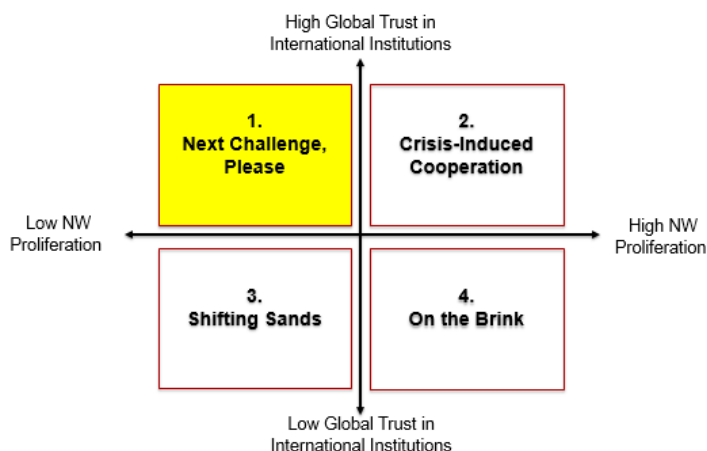 High Global Trust in
International Institutions
1.
Next Challenge,
Please
2.
Crisis-Induced
Cooperation
Low NW
Proliferation
High NW
Proliferation
3.
Shifting Sands
4.
On the Brink
Low Global Trust in
International Institutions